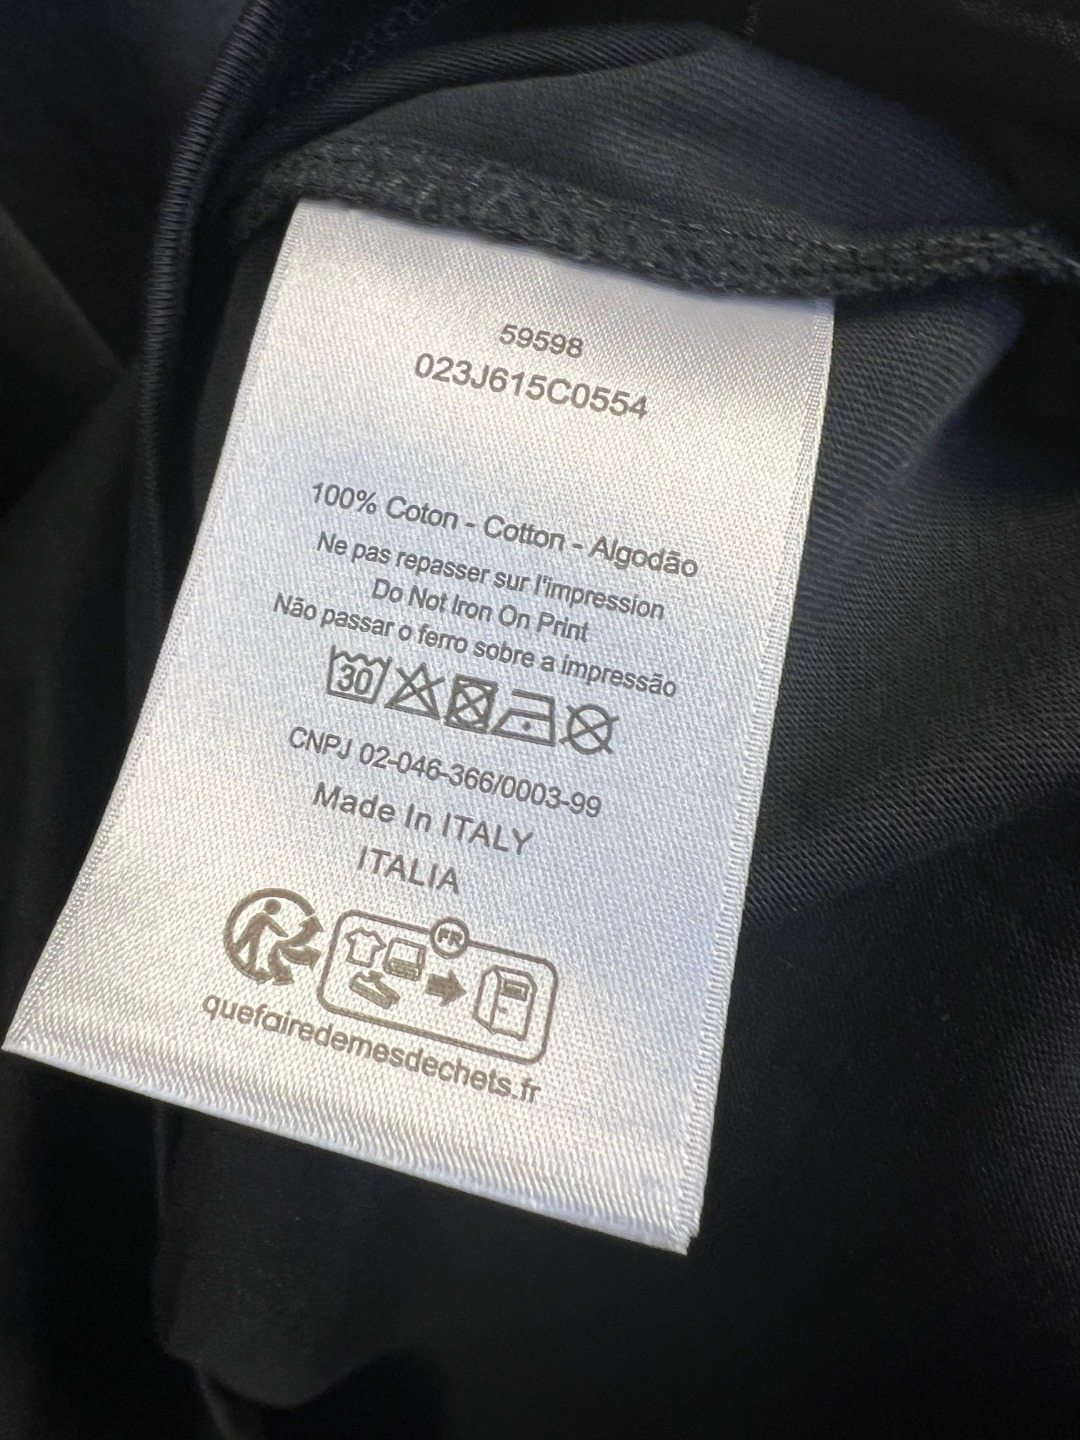 59598
023J615C0554
100% Coton - Cotton - Algodão
Ne pas repasser sur l'impression
Do Not Iron On Print
Não passar o ferro sobre a impressão
30
CNPJ 02-046-366/0003-99
Made In ITALY
ITALIA
FR
quefairedemesdechets.fr